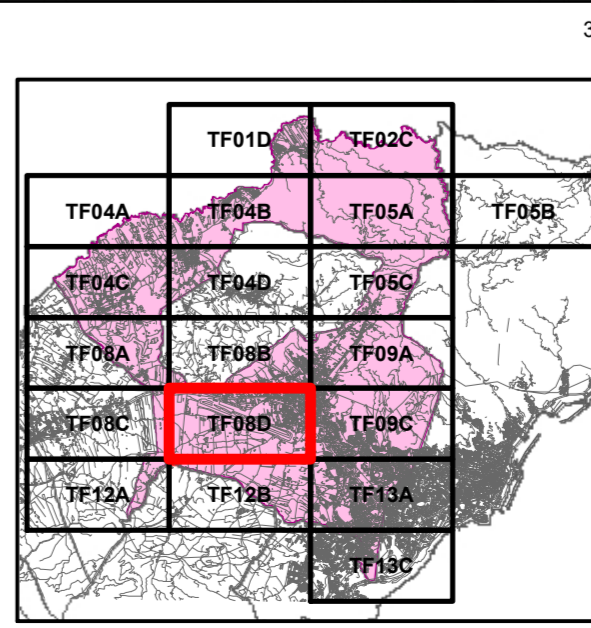 3
TF01D TF02C
TF04A TF04B TF05A TF05B
TF04C TF04D TF05C
TF08A TF08B TF09A
TF08C TF08D TF09C
TF12A TF12B TF13A
TF13C